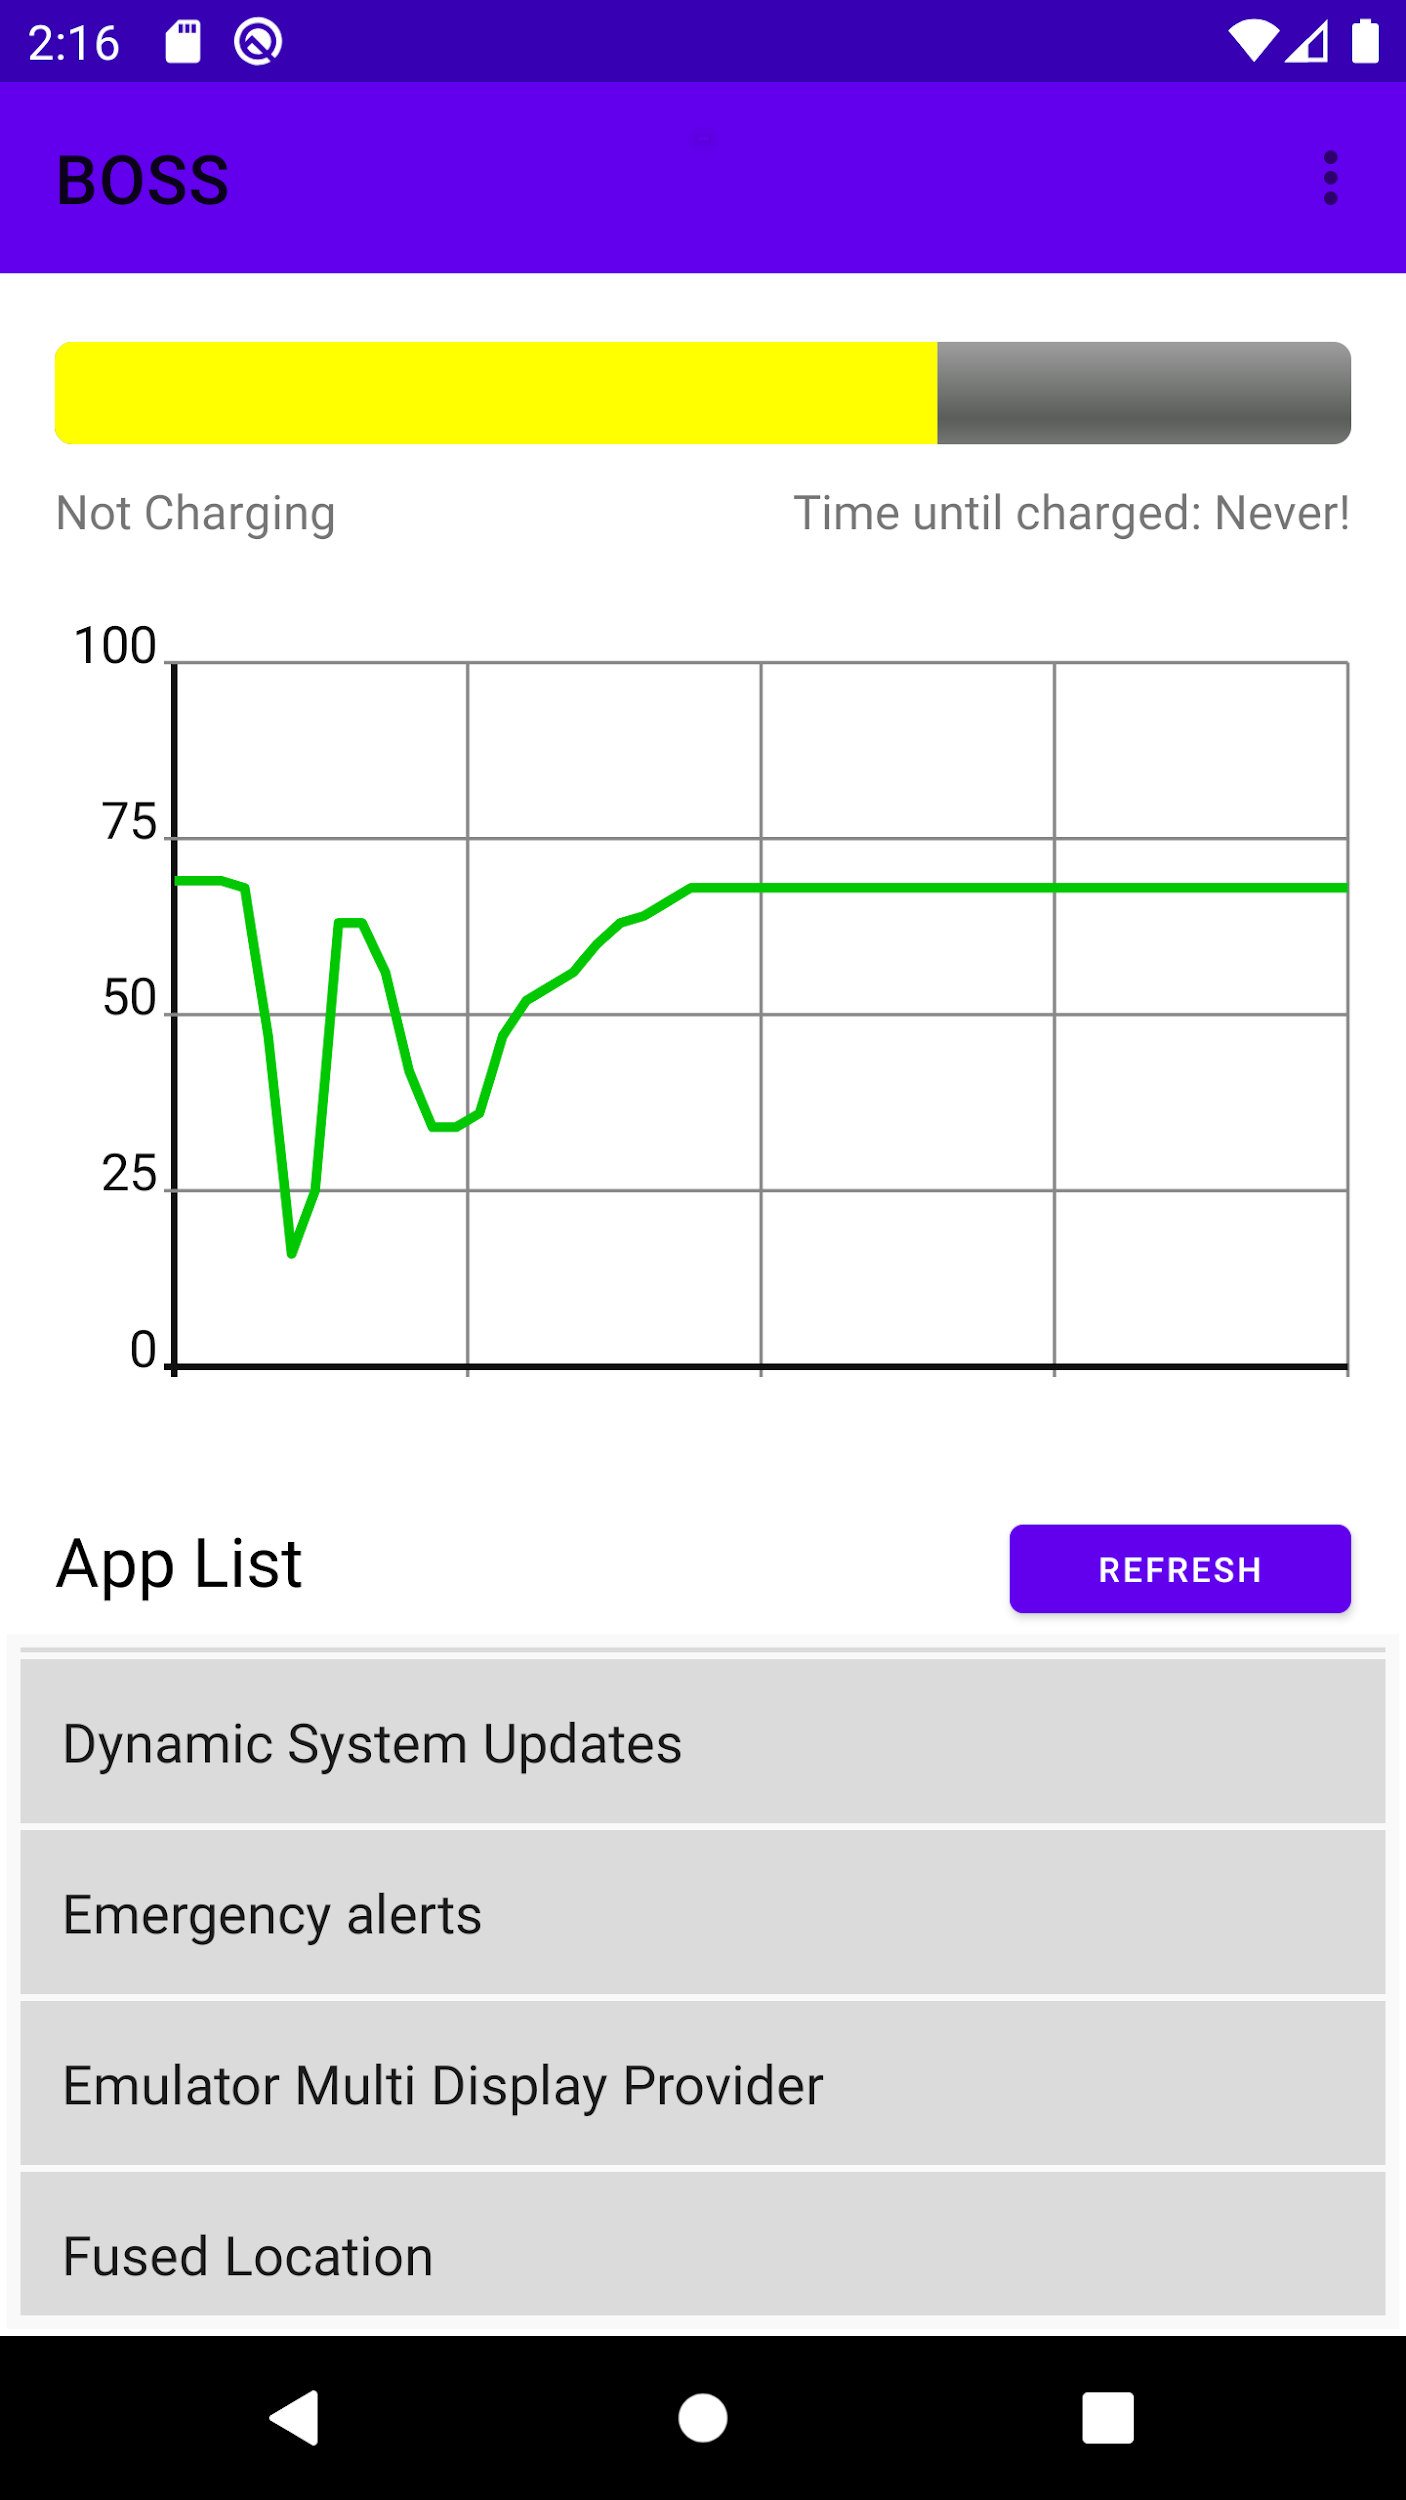 2:16
BOSS
Not Charging Time until charged: Never!
100
75
50
25
0
App List REFRESH
Dynamic System Updates
Emergency alerts
Emulator Multi Display Provider
Fused Location